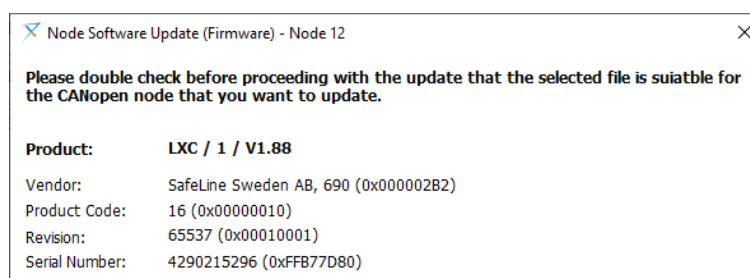 Node Software Update (Firmware) - Node 12
Please double check before proceeding with the update that the selected file is suiatble for
the CANopen node that you want to update.
Product: LXC / 1 / V1.88
Vendor: SafeLine Sweden AB, 690 (0x000002B2)
Product Code: 16 (0x00000010)
Revision: 65537 (0x00010001)
Serial Number: 4290215296 (0xFFB77D80)